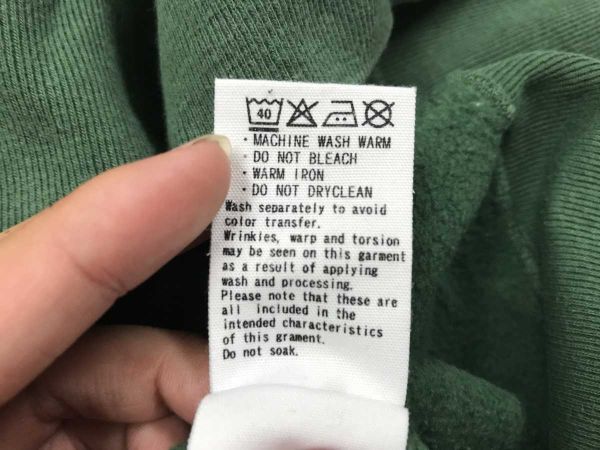 40
・MACHINE WASH WARM
・DO NOT BLEACH
・WARM IRON
・DO NOT DRYCLEAN
Wash separately to avoid
color transfer.
Wrinkles, warp and torsion
may be seen on this garment
as a result of applying
wash and processing.
Please note that these are
all included in the
intended characteristics
of this grament.
Do not soak.